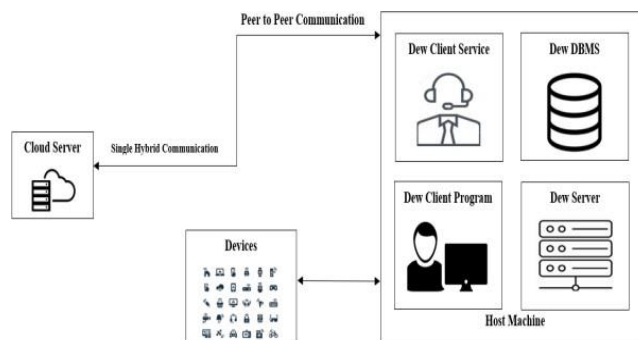 Peer to Peer Communication
Dew Client Service
Dew DBMS
Cloud Server
Single Hybrid Communication
Dew Client Program
Dew Server
Devices
Host Machine